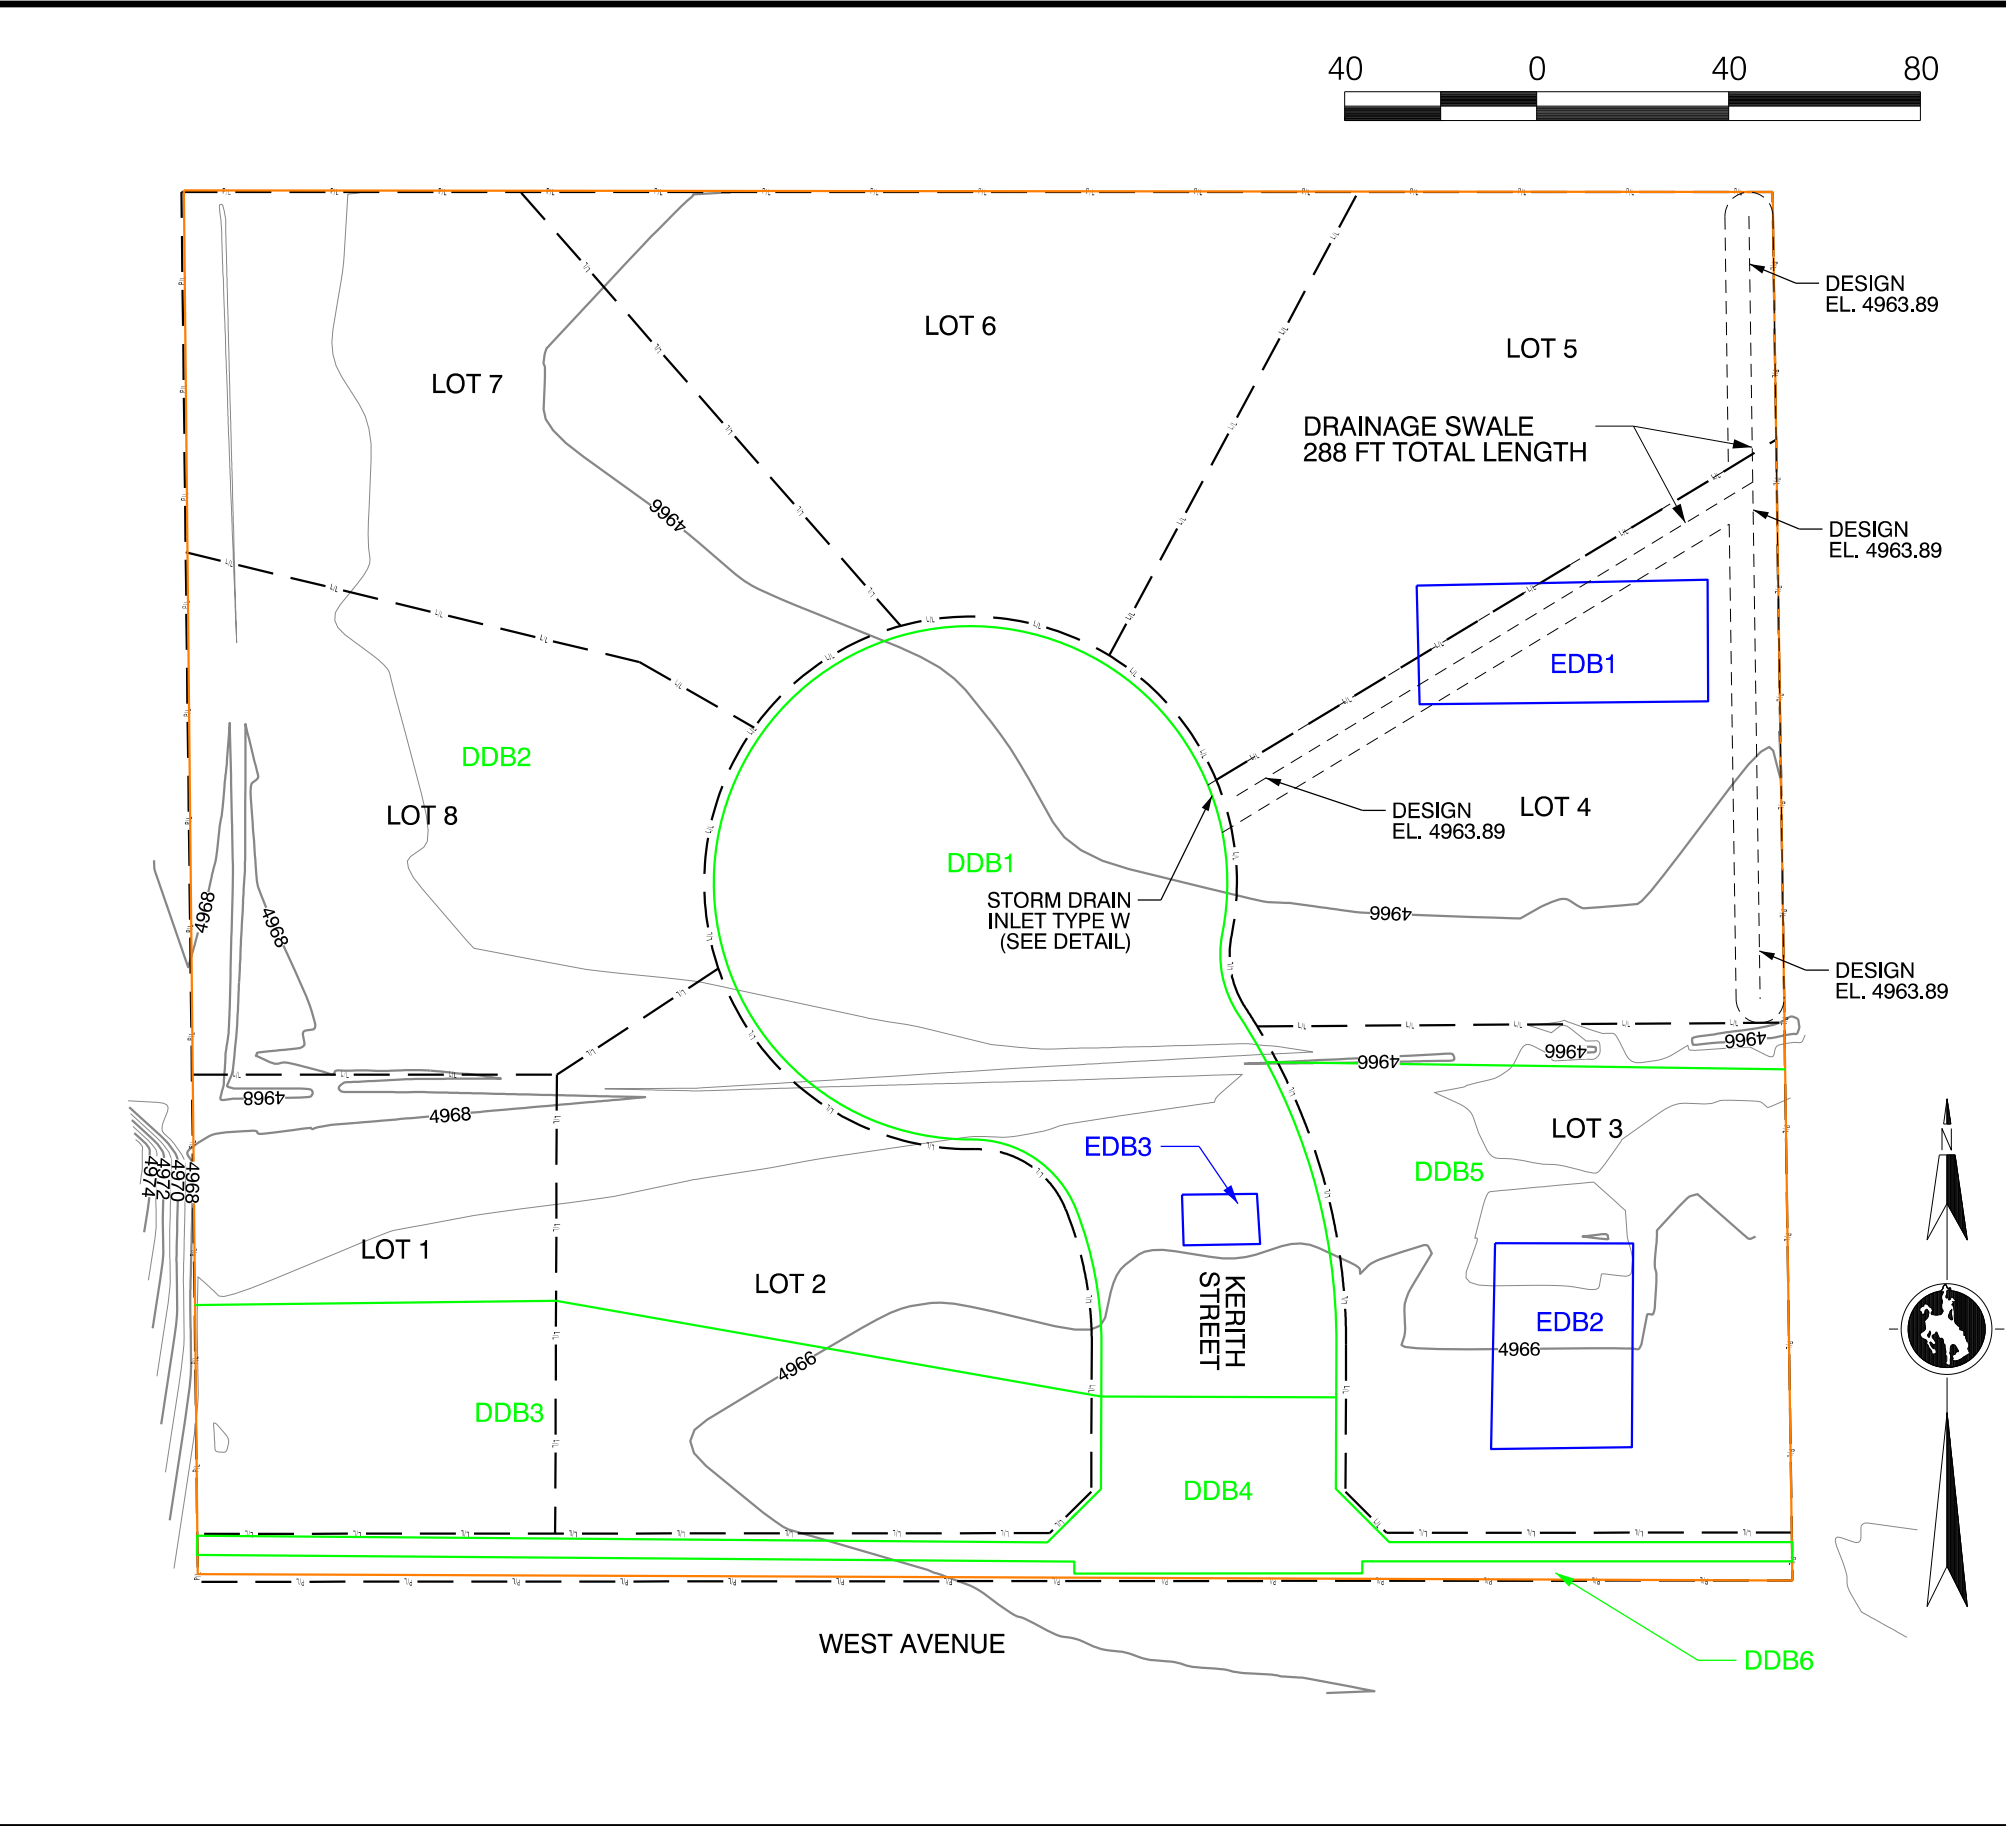 40 0 40 80
DESIGN
EL. 4963.89
LOT 6
LOT 5
LOT 7
DRAINAGE SWALE
288 FT TOTAL LENGTH
4966
DESIGN
EL. 4963.89
EDB1
DDB2
LOT 8
LOT 4
DESIGN
EL. 4963.89
DDB1
STORM DRAIN
INLET TYPE W
(SEE DETAIL)
4966
4968
4968
DESIGN
EL. 4963.89
4966
4966
4966
4968
4968
LOT 3
EDB3
DDB5
4974
4972
4970
4968
LOT 1
LOT 2
KERITH
STREET
EDB2
4966
4966
DDB3
DDB4
WEST AVENUE
DDB6
N